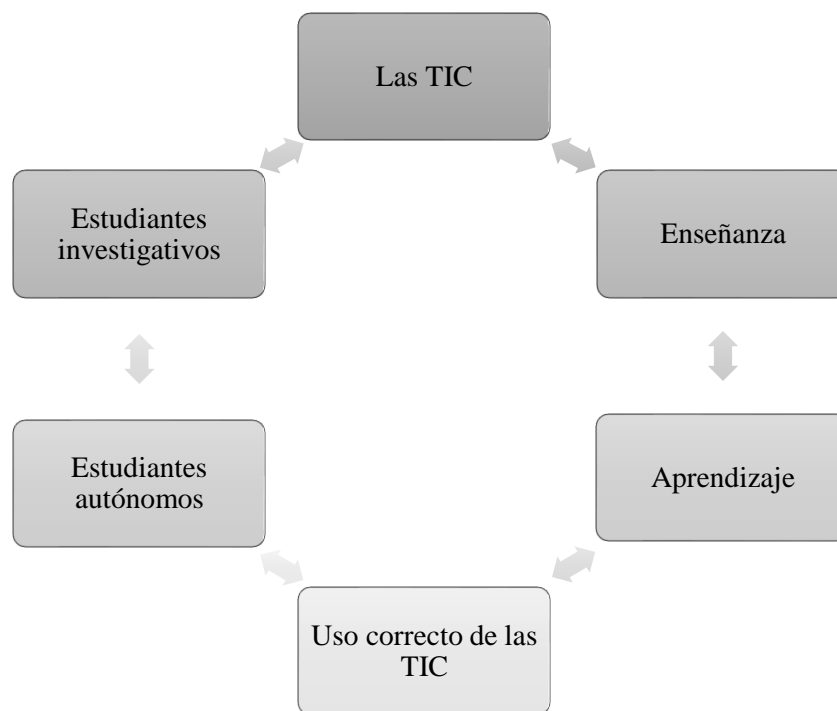 Las TIC
Enseñanza
Aprendizaje
Uso correcto de las
TIC
Estudiantes
autónomos
Estudiantes
investigativos